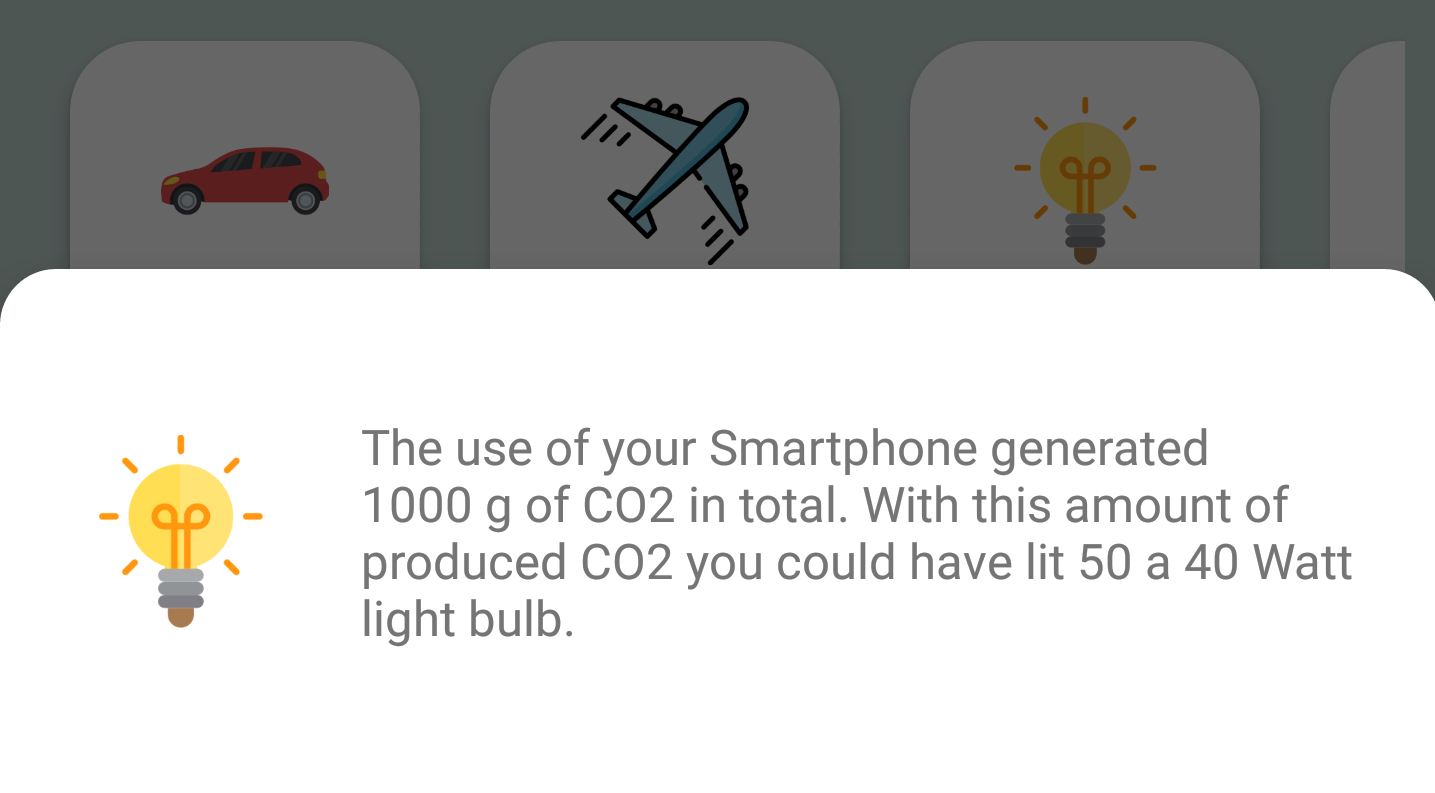 The use of your Smartphone generated
1000 g of CO2 in total. With this amount of
produced CO2 you could have lit 50 a 40 Watt
light bulb.